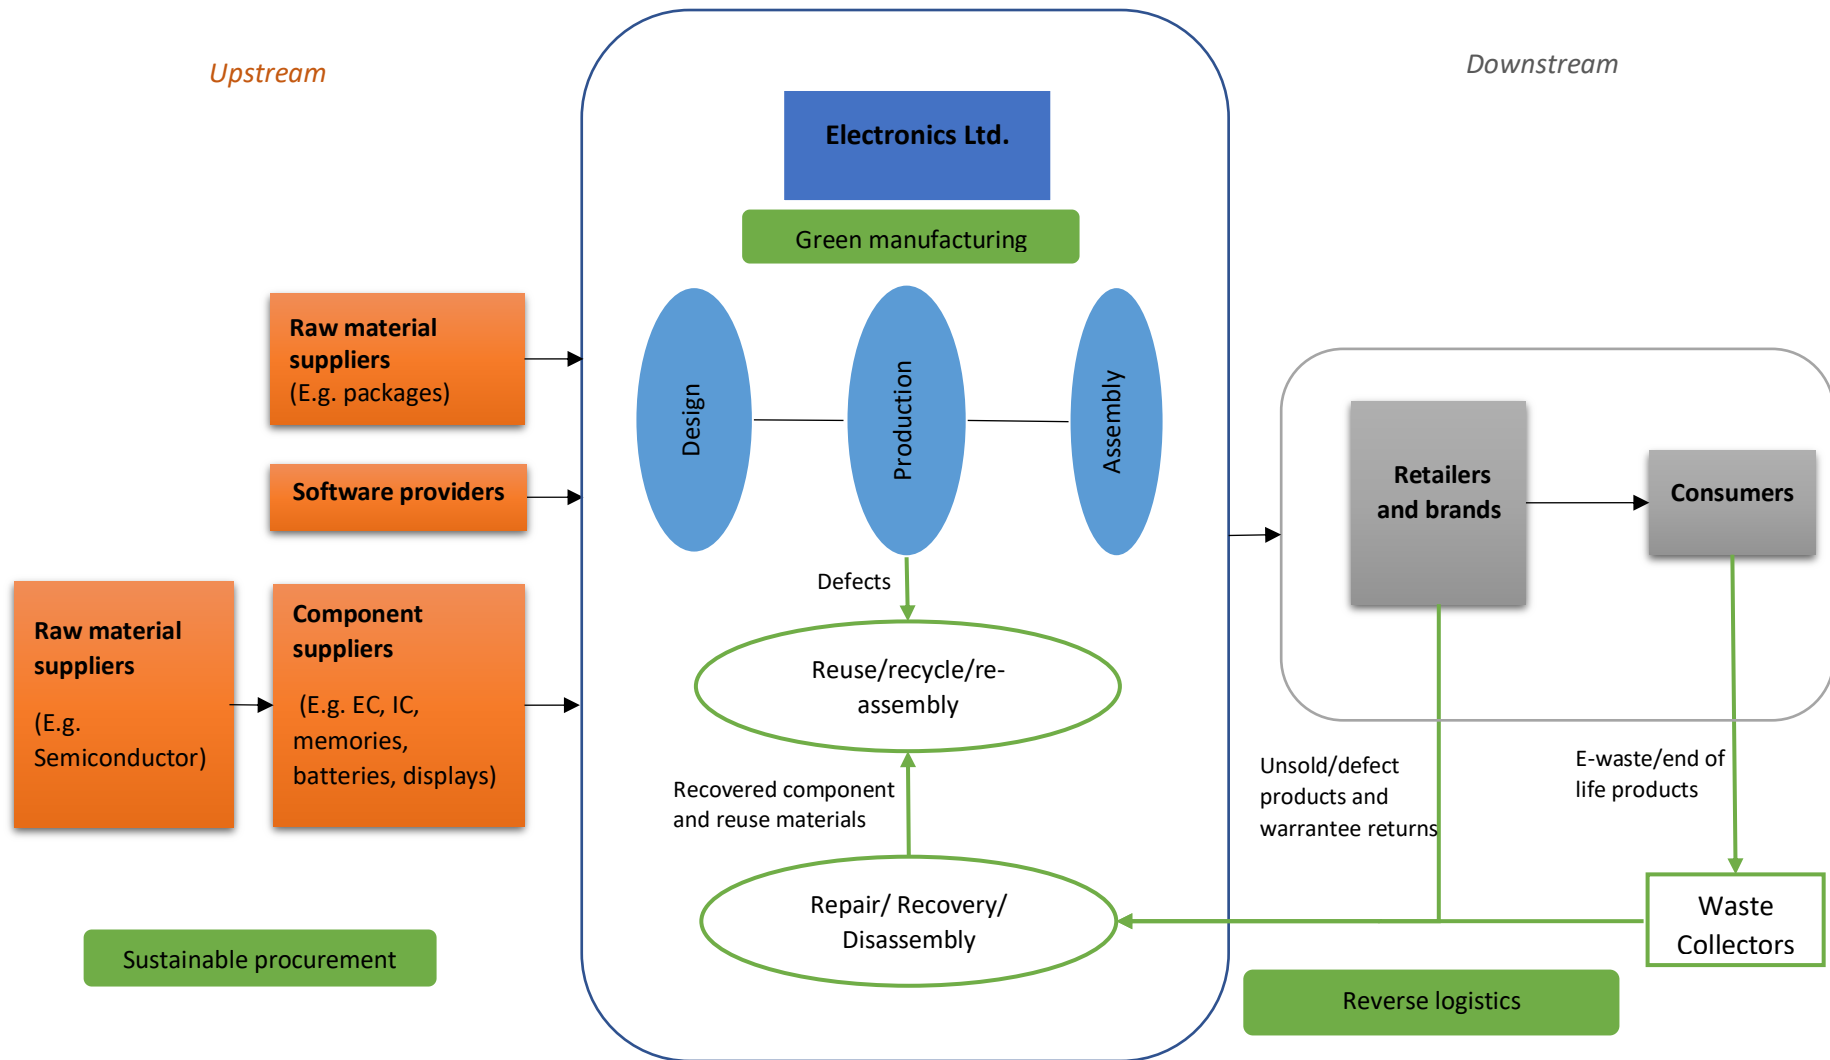 Upstream
Downstream
Electronics Ltd.
Green manufacturing
Raw material
suppliers
(E.g. packages)
Software providers
Raw material
suppliers
(E.g.
Semiconductor)
Component
suppliers
(E.g. EC, IC,
memories,
batteries, displays)
Sustainable procurement
Design
Production
Assembly
Defects
Reuse/recycle/re-
assembly
Recovered component
and reuse materials
Repair/ Recovery/
Disassembly
Retailers
and brands
Consumers
Unsold/defect
products and
warrantee returns
E-waste/end of
life products
Waste
Collectors
Reverse logistics